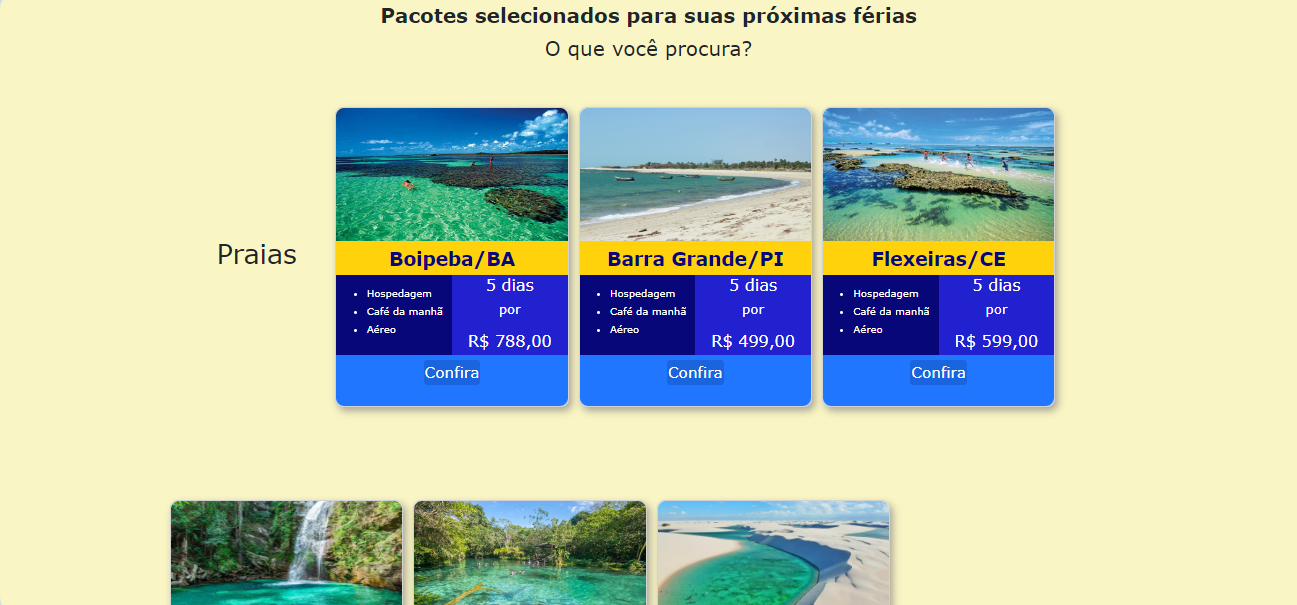 Pacotes selecionados para suas próximas férias
O que você procura?
Praias
Boipeba/BA
Hospedagem
Café da manhã
Aéreo
5 dias
por
R$ 788,00
Confira
Barra Grande/PI
Hospedagem
Café da manhã
Aéreo
5 dias
por
R$ 499,00
Confira
Flexeiras/CE
Hospedagem
Café da manhã
Aéreo
5 dias
por
R$ 599,00
Confira